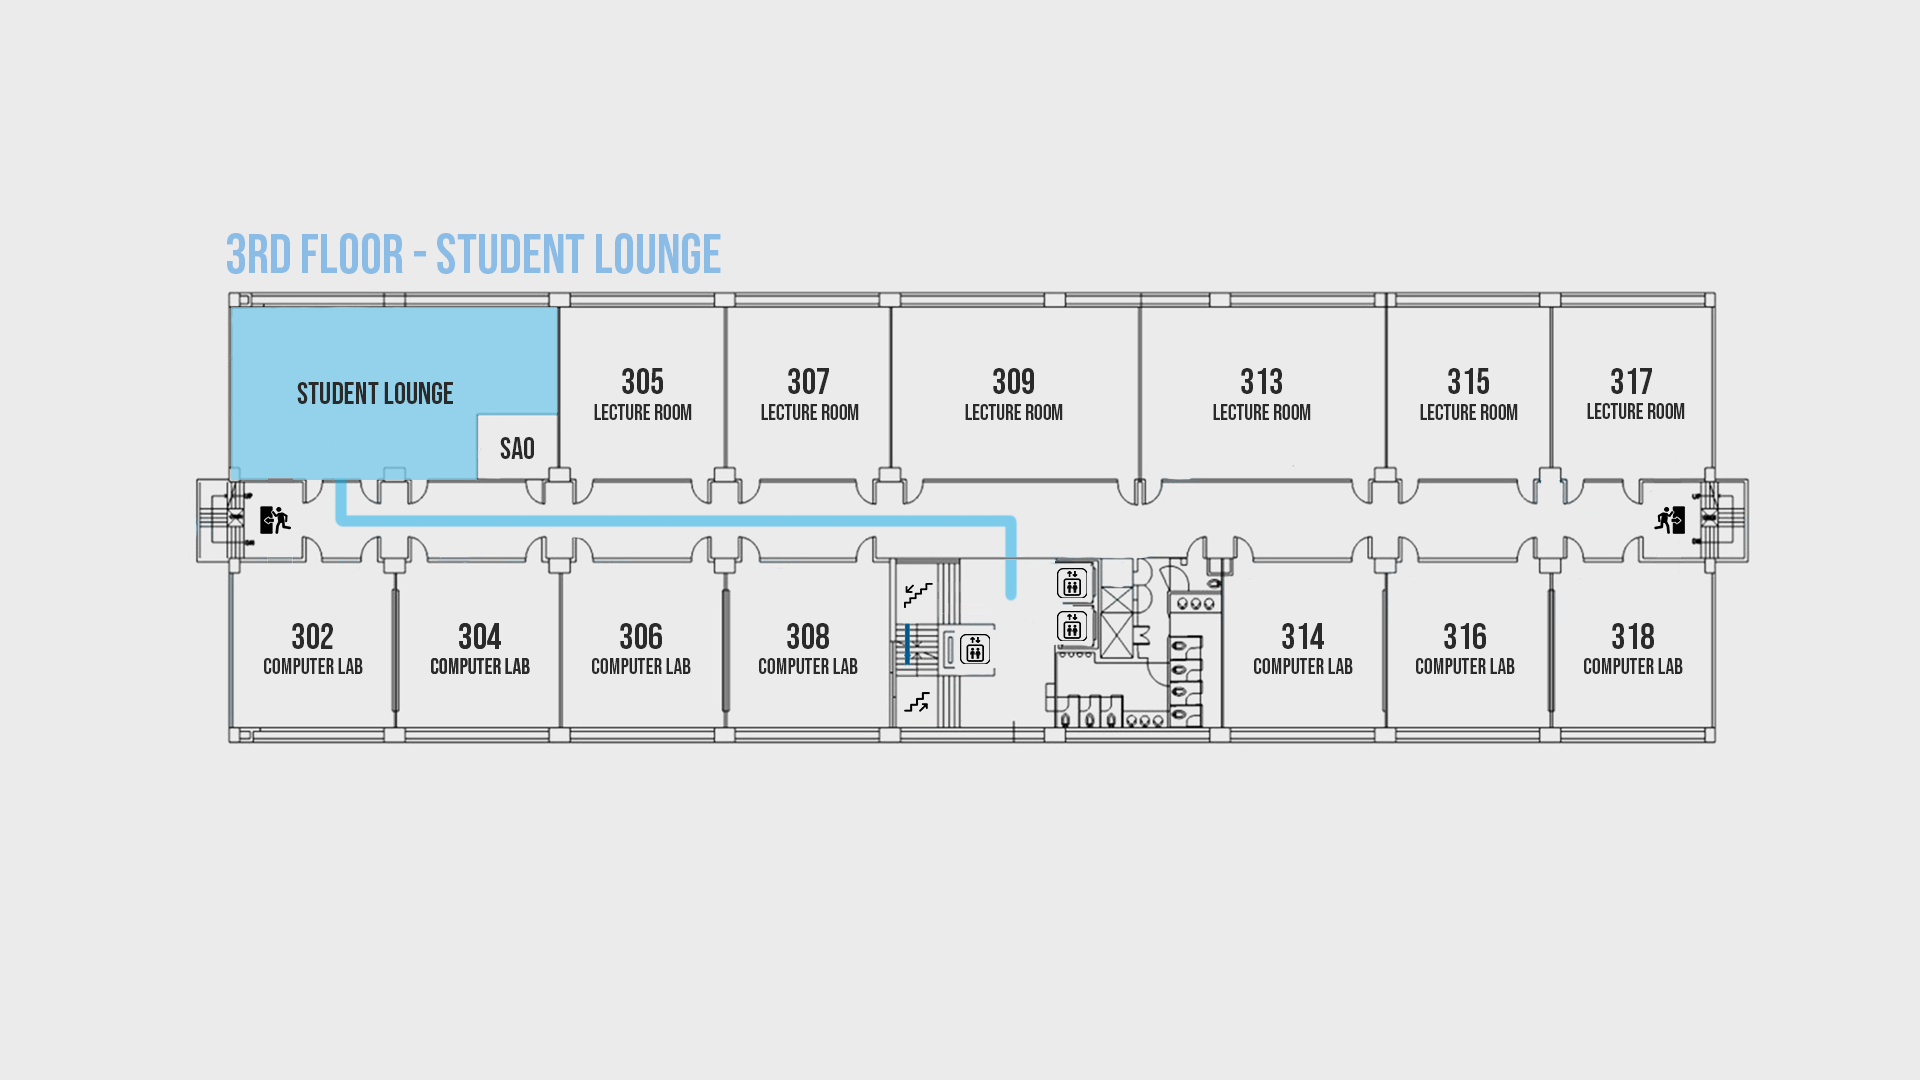 3RD FLOOR - STUDENT LOUNGE
STUDENT LOUNGE
SAO
305
LECTURE ROOM
307
LECTURE ROOM
309
LECTURE ROOM
313
LECTURE ROOM
315
LECTURE ROOM
317
LECTURE ROOM
302
COMPUTER LAB
304
COMPUTER LAB
306
COMPUTER LAB
308
COMPUTER LAB
314
COMPUTER LAB
316
COMPUTER LAB
318
COMPUTER LAB